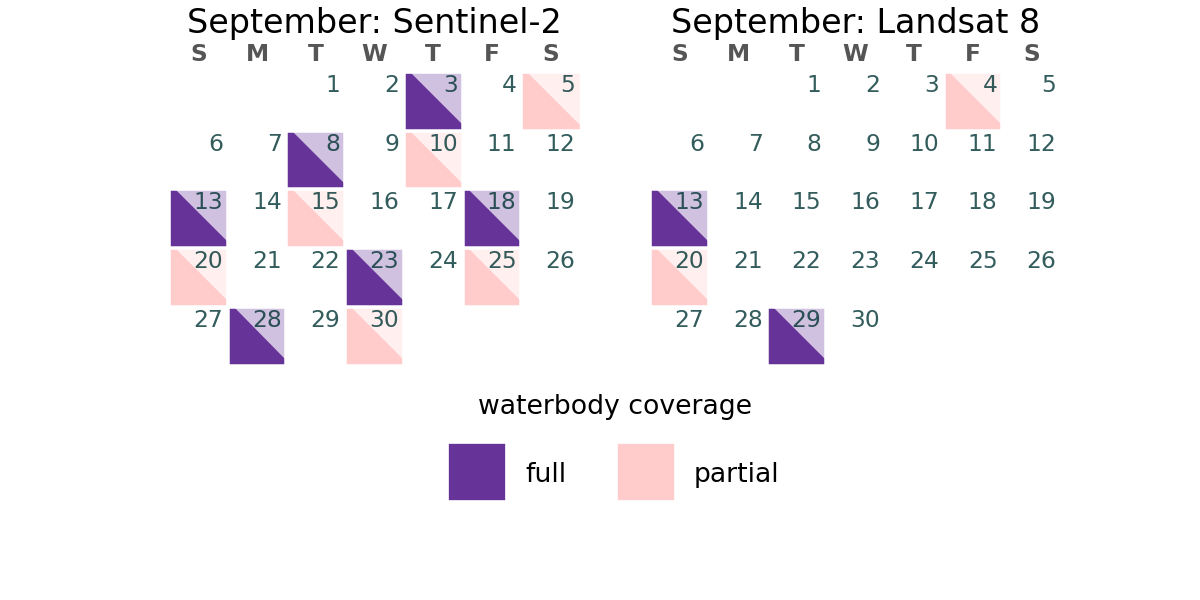 September: Sentinel-2
S M T W T F S
1 2 3 4 5
6 7 8 9 10 11 12
13 14 15 16 17 18 19
20 21 22 23 24 25 26
27 28 29 30
September: Landsat 8
S M T W T F S
1 2 3 4 5
6 7 8 9 10 11 12
13 14 15 16 17 18 19
20 21 22 23 24 25 26
27 28 29 30
waterbody coverage
full partial